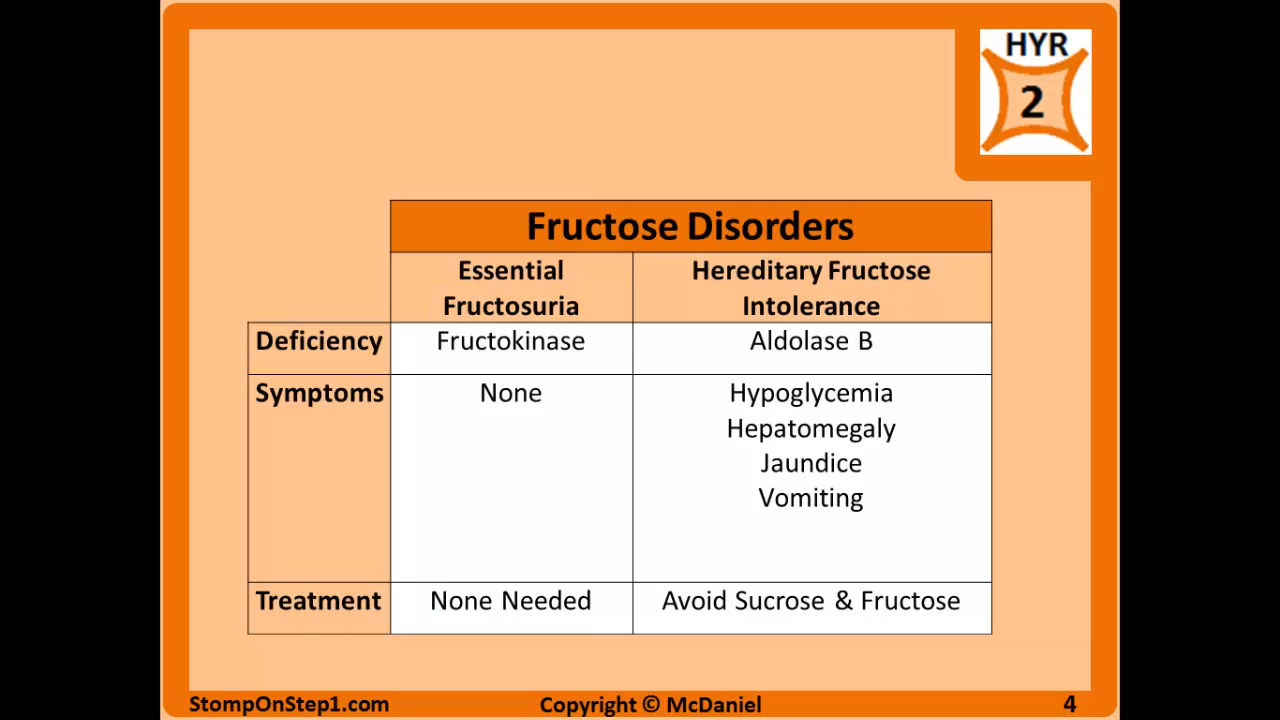 HYR
2
Fructose Disorders
Essential Fructosuria
Hereditary Fructose Intolerance
Deficiency
Fructokinase
Aldolase B
Symptoms
None
Hypoglycemia
Hepatomegaly
Jaundice
Vomiting
Treatment
None Needed
Avoid Sucrose & Fructose
StompOnStep1.com
Copyright © McDaniel
4